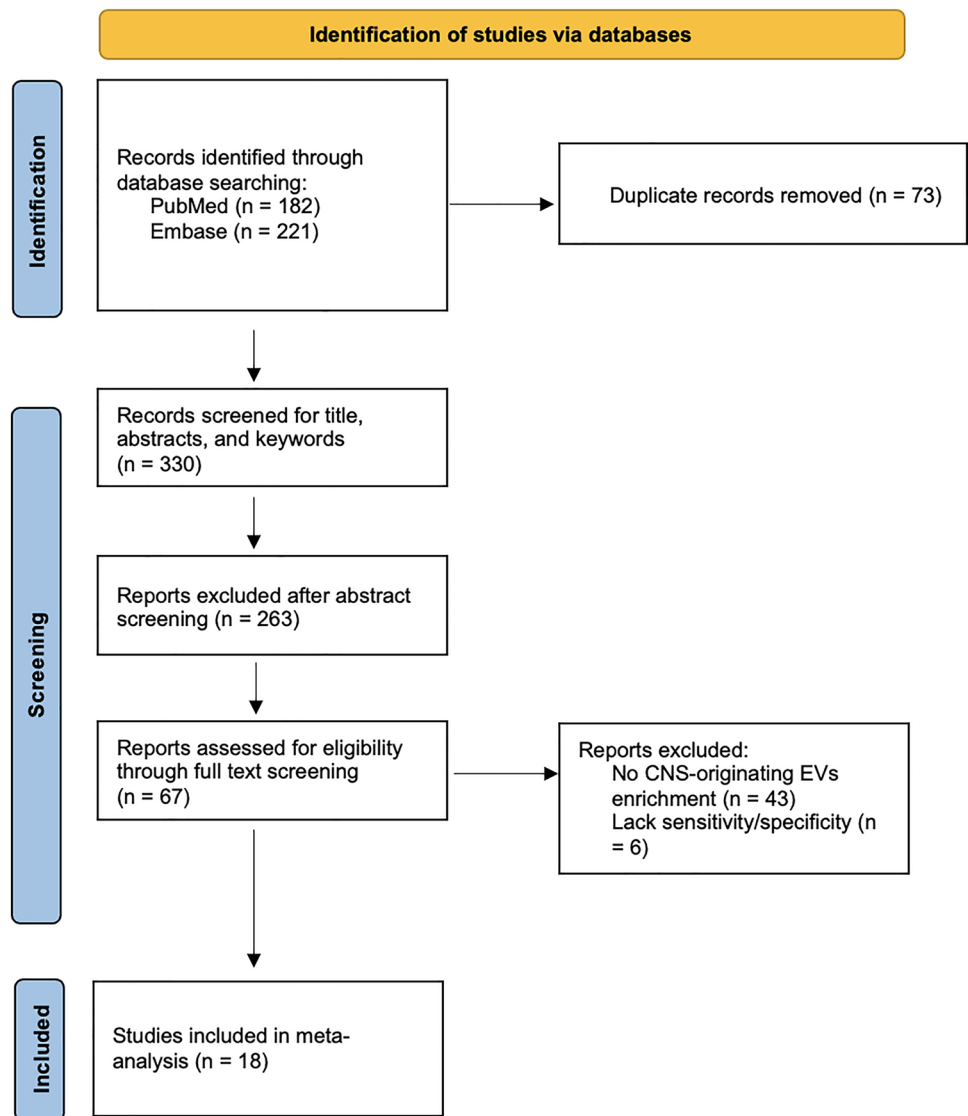 Identification of studies via databases
Identification
Records identified through
database searching:
PubMed (n = 182)
Embase (n = 221)
Duplicate records removed (n = 73)
Screening
Records screened for title,
abstracts, and keywords
(n = 330)
Reports excluded after abstract
screening (n = 263)
Reports assessed for eligibility
through full text screening
(n = 67)
Reports excluded:
No CNS-originating EVs
enrichment (n = 43)
Lack sensitivity/specificity (n
= 6)
Included
Studies included in meta-
analysis (n = 18)